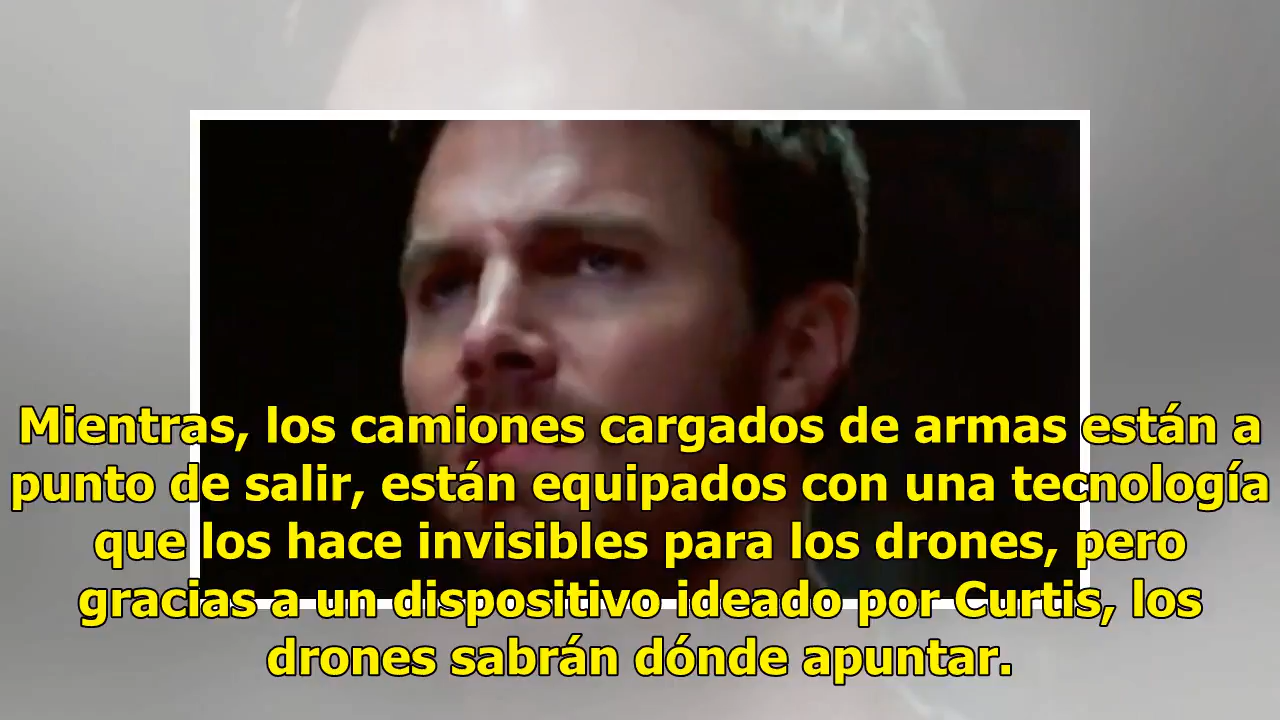 Mientras, los camiones cargados de armas están a
punto de salir, están equipados con una tecnología
que los hace invisibles para los drones, pero
gracias a un dispositivo ideado por Curtis, los
drones sabrán dónde apuntar.